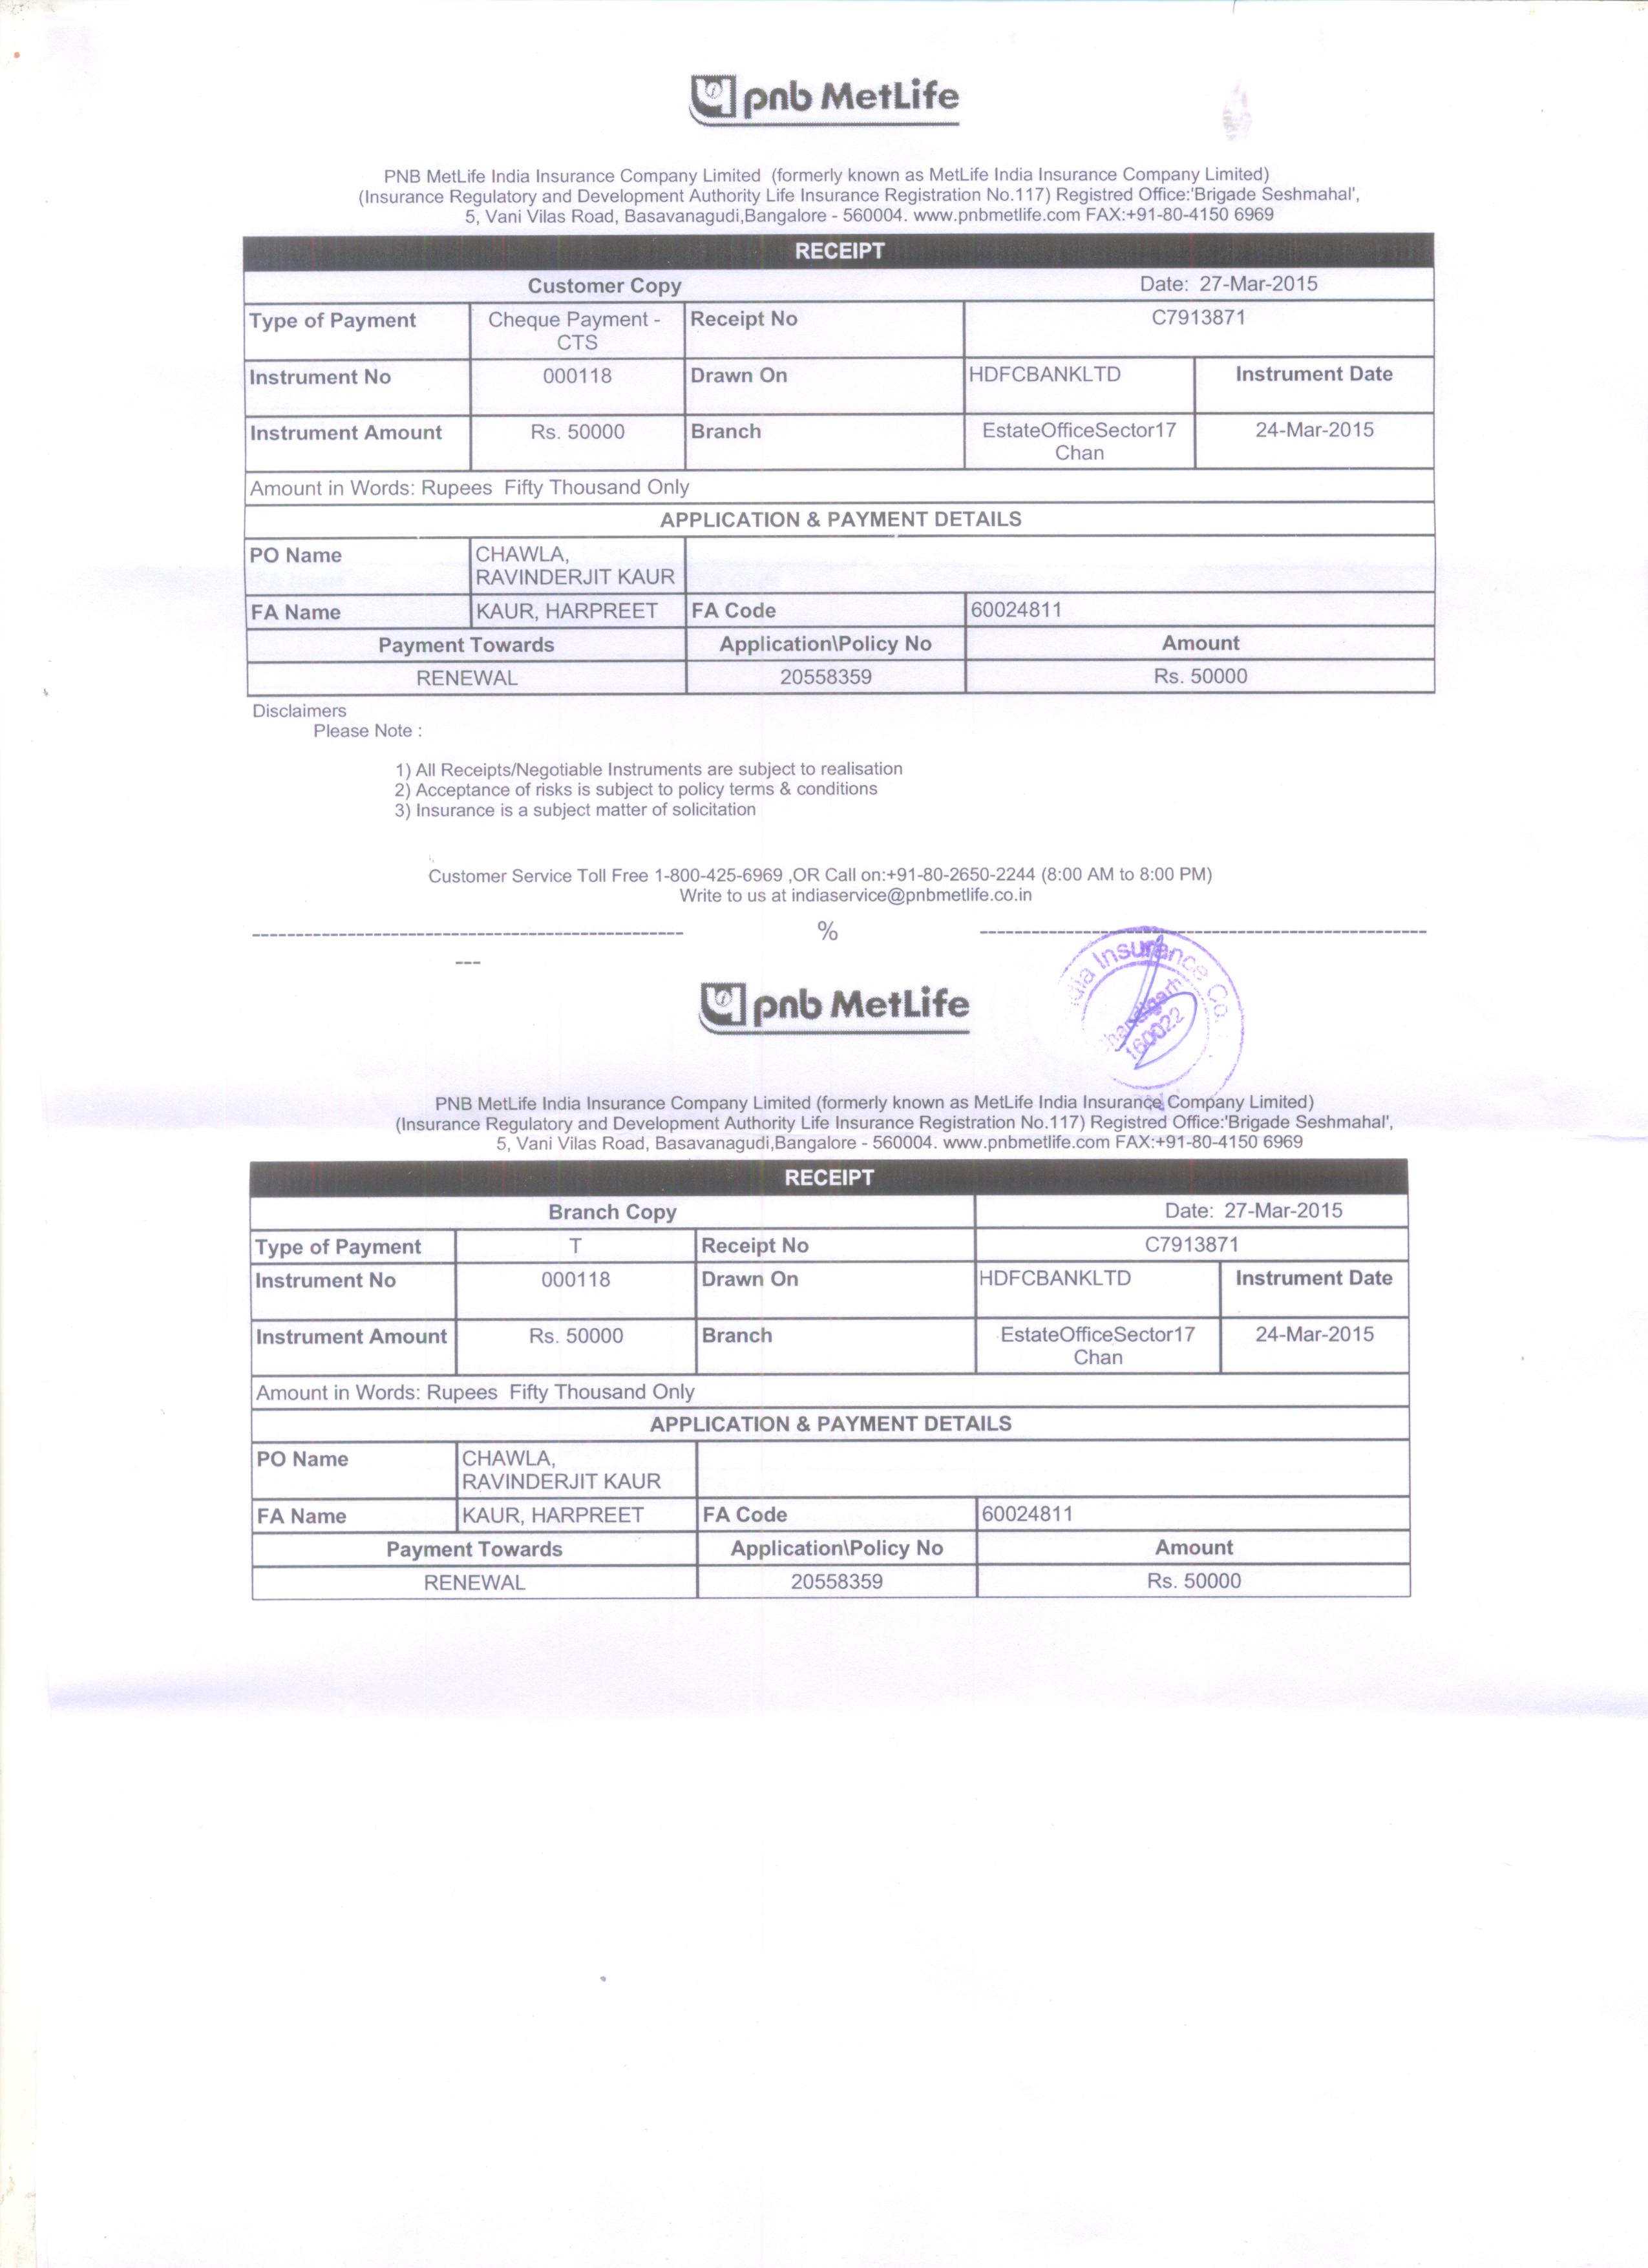 pnb MetLife
PNB MetLife India Insurance Company Limited (formerly known as MetLife India Insurance Company Limited)
(Insurance Regulatory and Development Authority Life Insurance Registration No.117) Registred Office:'Brigade Seshmahal',
5, Vani Vilas Road, Basavanagudi,Bangalore - 560004. www.pnbmetlife.com FAX:+91-80-4150 6969
RECEIPT
Customer Copy Date: 27-Mar-2015
Type of Payment Cheque Payment - Receipt No C7913871
CTS
Instrument No 000118 Drawn On HDFCBANKLTD Instrument Date
Instrument Amount Rs. 50000 Branch EstateOfficeSector17 24-Mar-2015
Chan
Amount in Words: Rupees Fifty Thousand Only
APPLICATION & PAYMENT DETAILS
PO Name CHAWLA,
RAVINDERJIT KAUR
FA Name KAUR, HARPREET FA Code 60024811
Payment Towards Application\Policy No Amount
RENEWAL 20558359 Rs. 50000
Disclaimers
Please Note :
1) All Receipts/Negotiable Instruments are subject to realisation
2) Acceptance of risks is subject to policy terms & conditions
3) Insurance is a subject matter of solicitation
Customer Service Toll Free 1-800-425-6969 ,OR Call on:+91-80-2650-2244 (8:00 AM to 8:00 PM)
Write to us at indiaservice@pnbmetlife.co.in
%
pnb MetLife
Insurance Co.
160022
PNB MetLife India Insurance Company Limited (formerly known as MetLife India Insurance Company Limited)
(Insurance Regulatory and Development Authority Life Insurance Registration No.117) Registred Office:'Brigade Seshmahal',
5, Vani Vilas Road, Basavanagudi,Bangalore - 560004. www.pnbmetlife.com FAX:+91-80-4150 6969
RECEIPT
Branch Copy Date: 27-Mar-2015
Type of Payment T Receipt No C7913871
Instrument No 000118 Drawn On HDFCBANKLTD Instrument Date
Instrument Amount Rs. 50000 Branch EstateOfficeSector17 24-Mar-2015
Chan
Amount in Words: Rupees Fifty Thousand Only
APPLICATION & PAYMENT DETAILS
PO Name CHAWLA,
RAVINDERJIT KAUR
FA Name KAUR, HARPREET FA Code 60024811
Payment Towards Application\Policy No Amount
RENEWAL 20558359 Rs. 50000